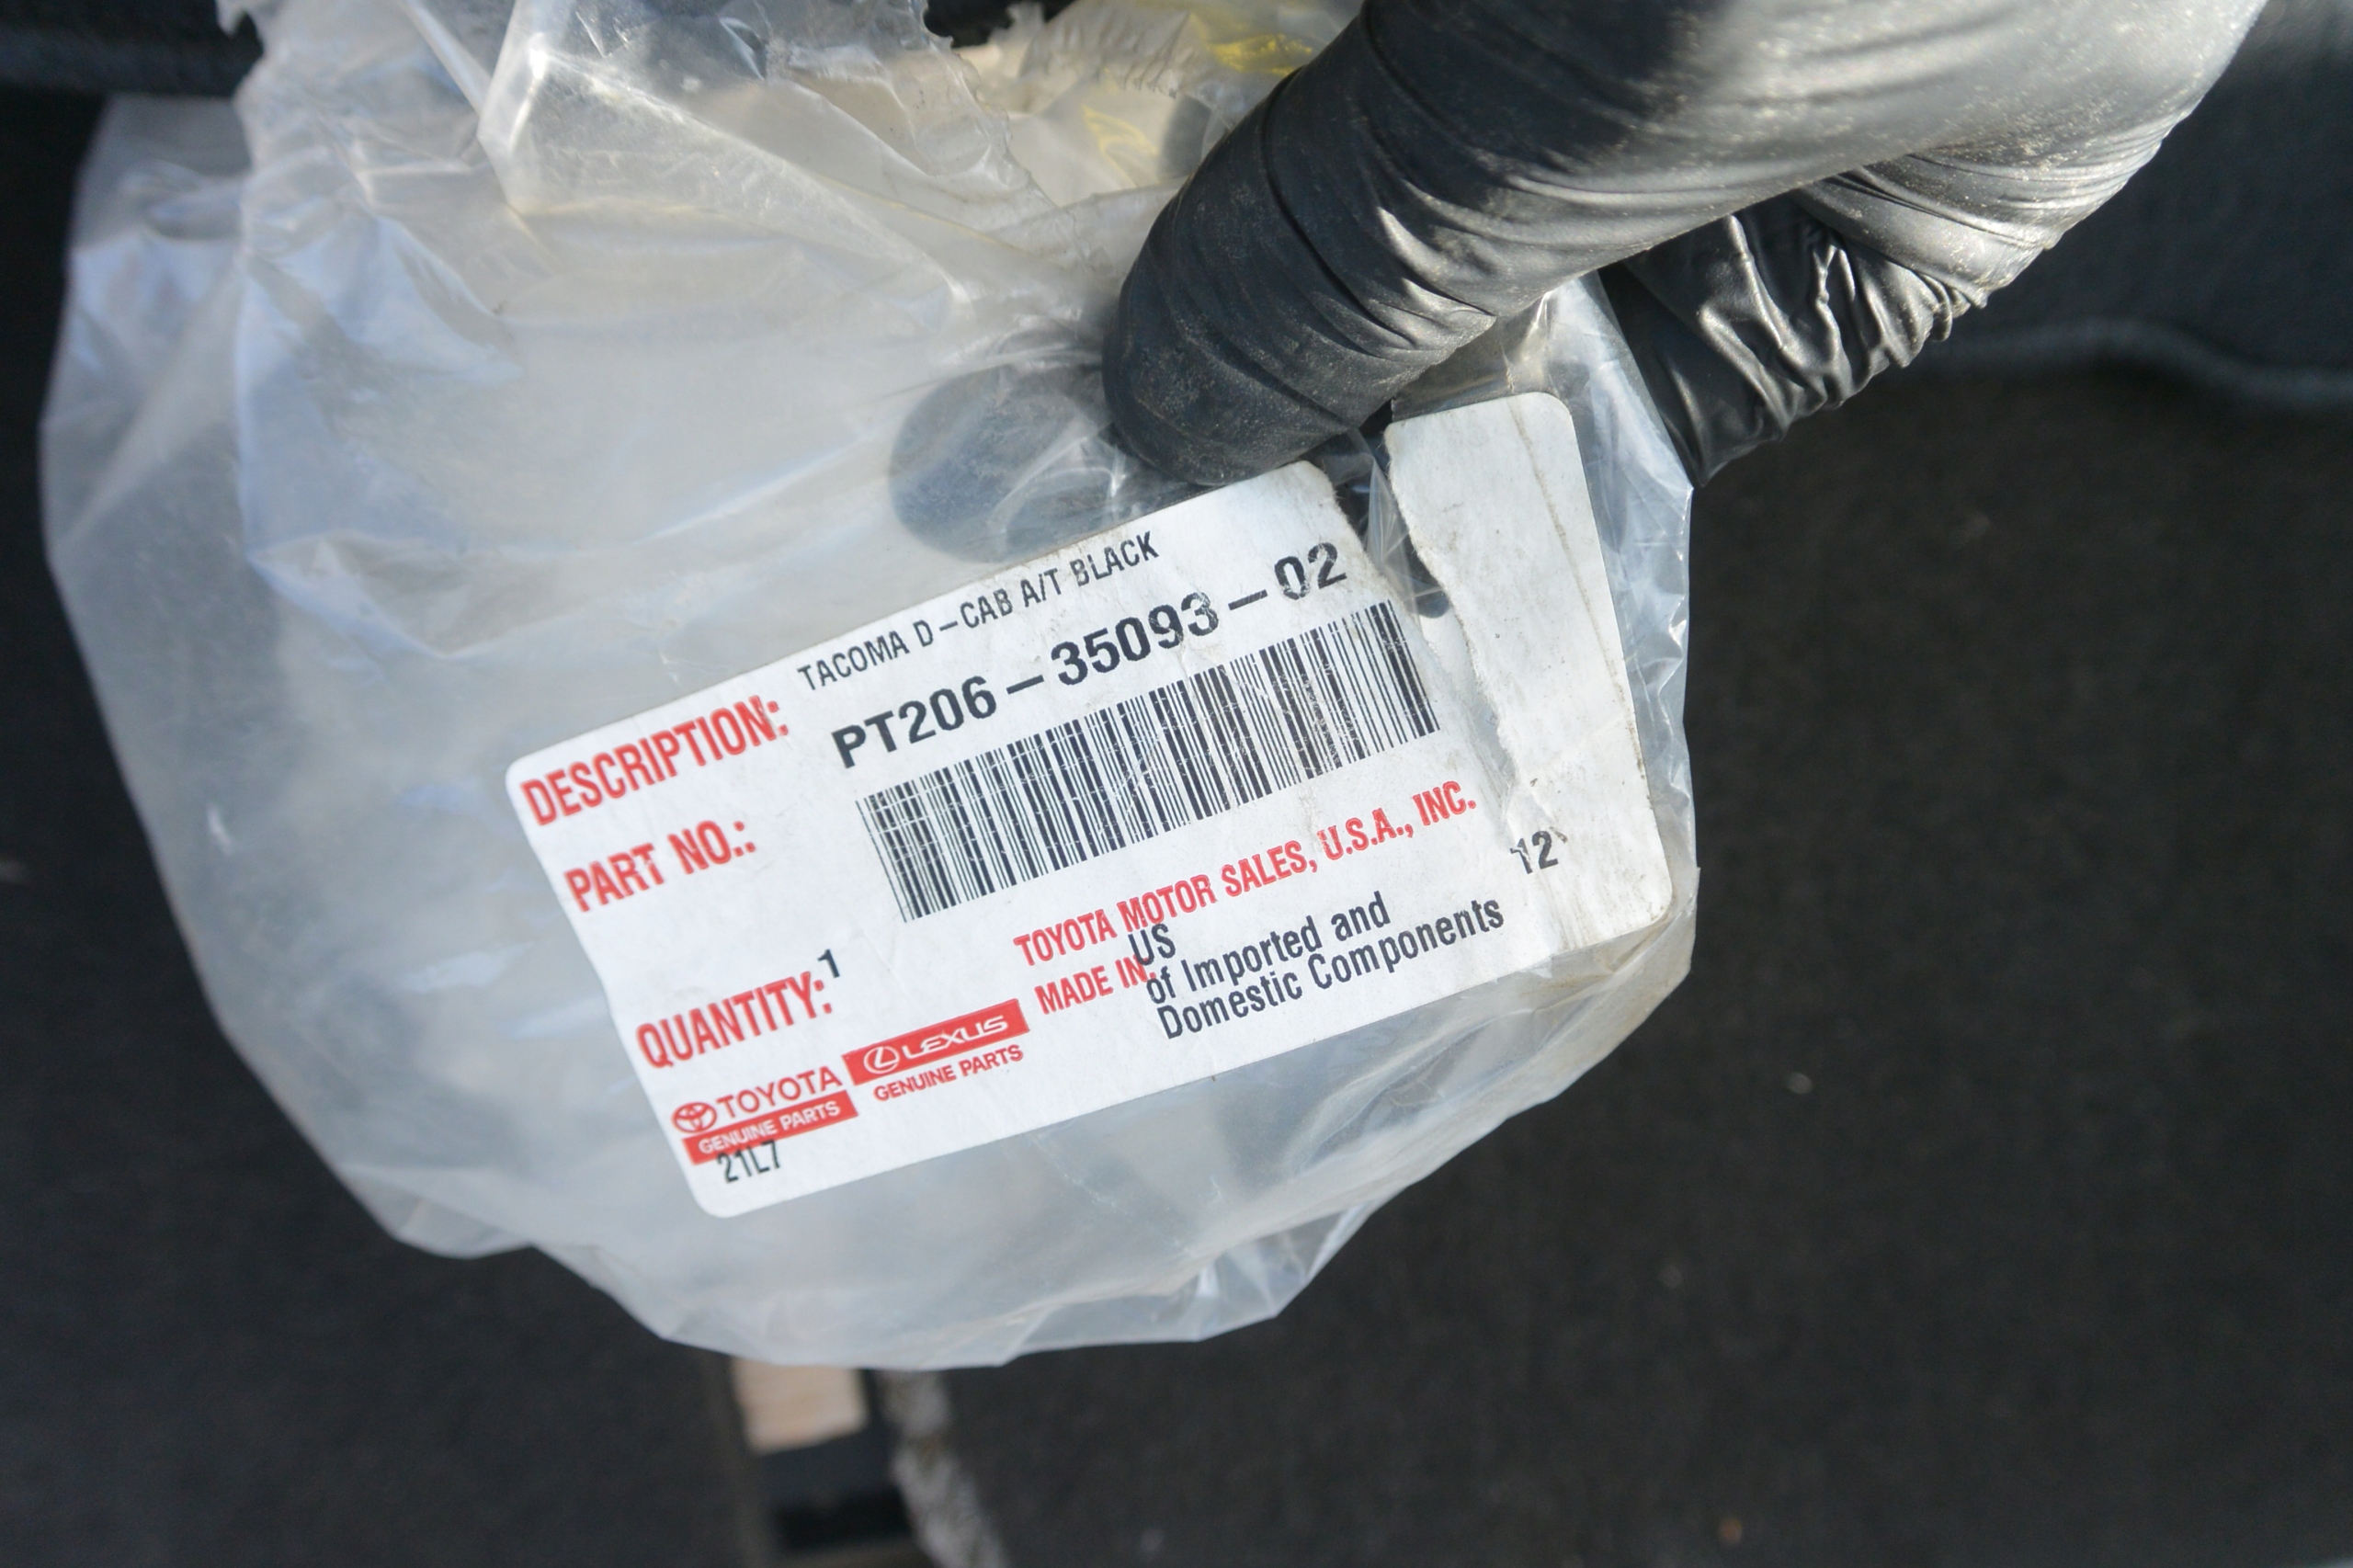 DESCRIPTION: TACOMA D-CAB A/T BLACK
PART NO.: PT206-35093-02
QUANTITY: 1
TOYOTA MOTOR SALES, U.S.A., INC.
12
MADE IN: US
of Imported and
Domestic Components
TOYOTA
GENUINE PARTS
LEXUS
GENUINE PARTS
21L7